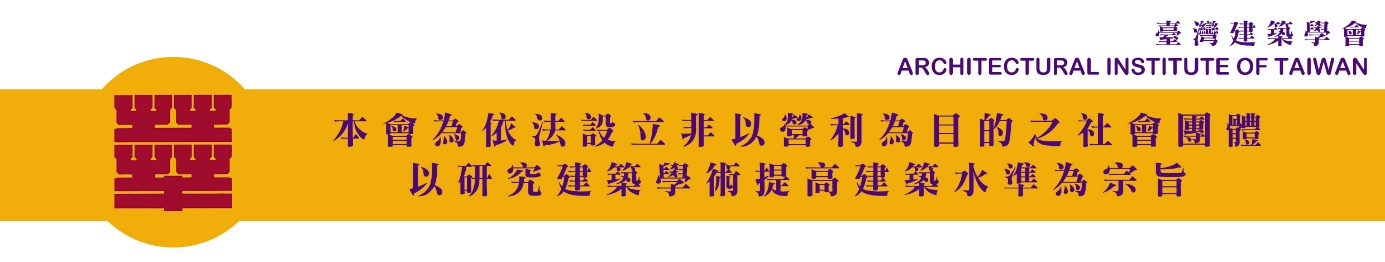 臺灣建築學會
ARCHITECTURAL INSTITUTE OF TAIWAN
本會為依法設立非以營利為目的之社會團體
以研究建築學術提高建築水準為宗旨